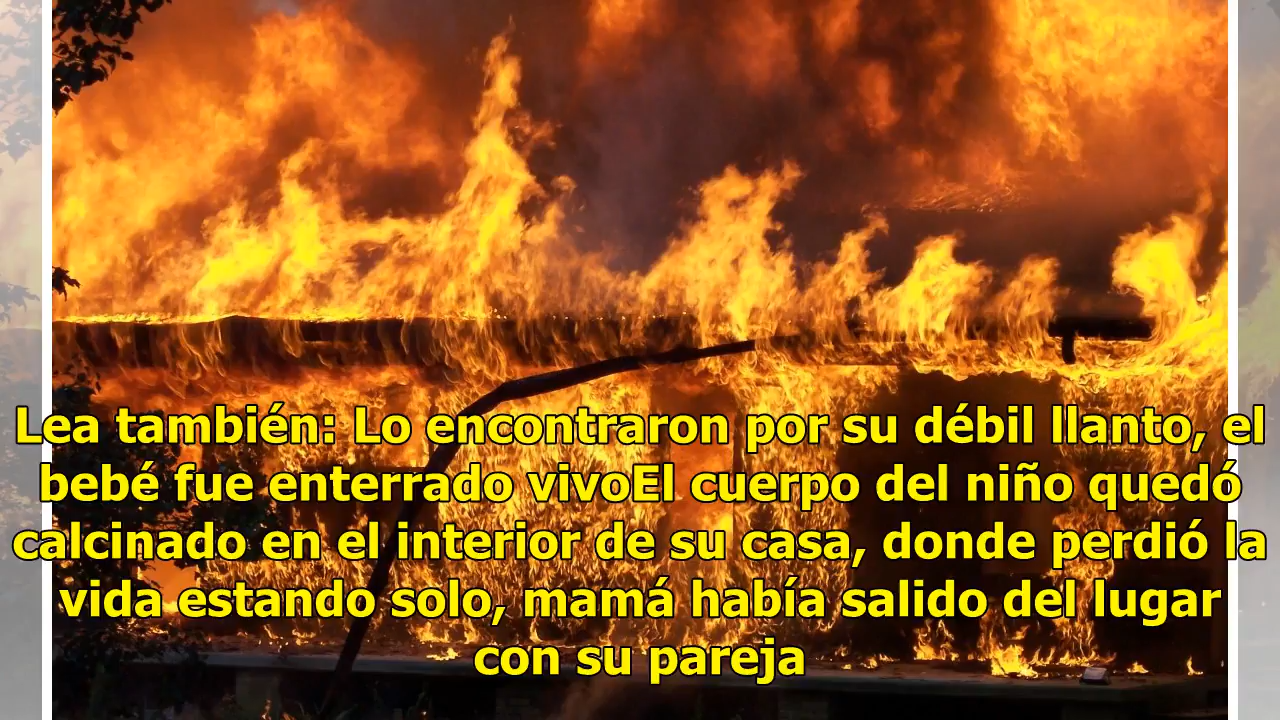 Lea también: Lo encontraron por su débil llanto, el
bebé fue enterrado vivoEl cuerpo del niño quedó
calcinado en el interior de su casa, donde perdió la
vida estando solo, mamá había salido del lugar
con su pareja